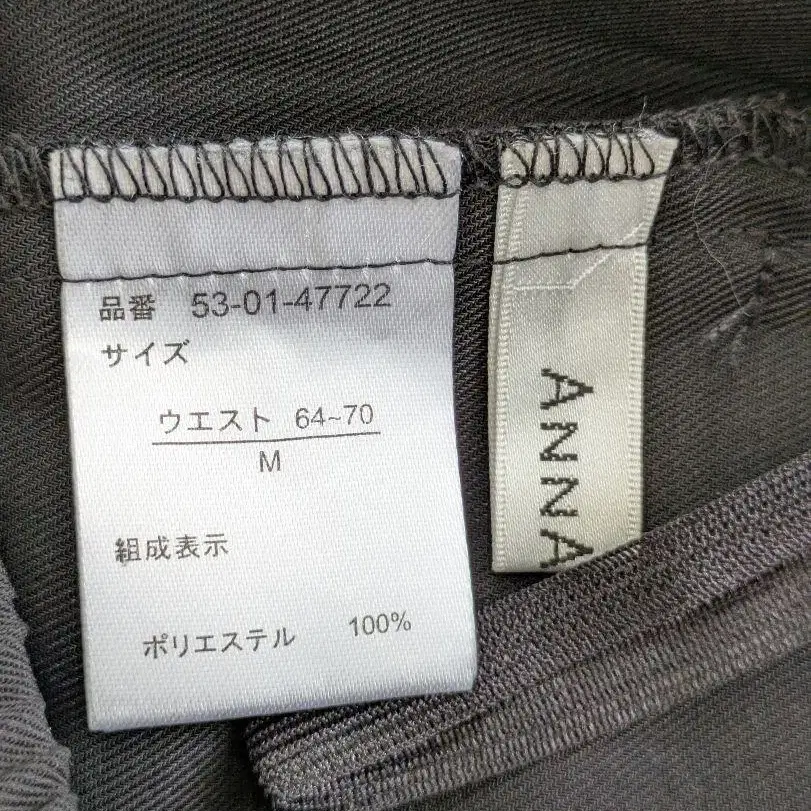 品番 53-01-47722
サイズ
ウエスト 64~70
M
組成表示
ポリエステル 100%
ANNA